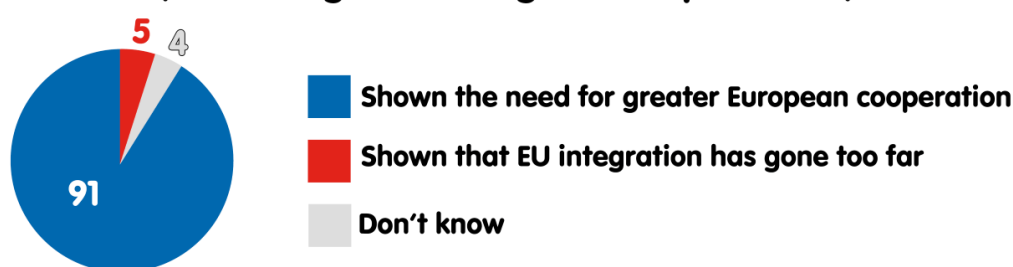 5
4
91
Shown the need for greater European cooperation
Shown that EU integration has gone too far
Don't know